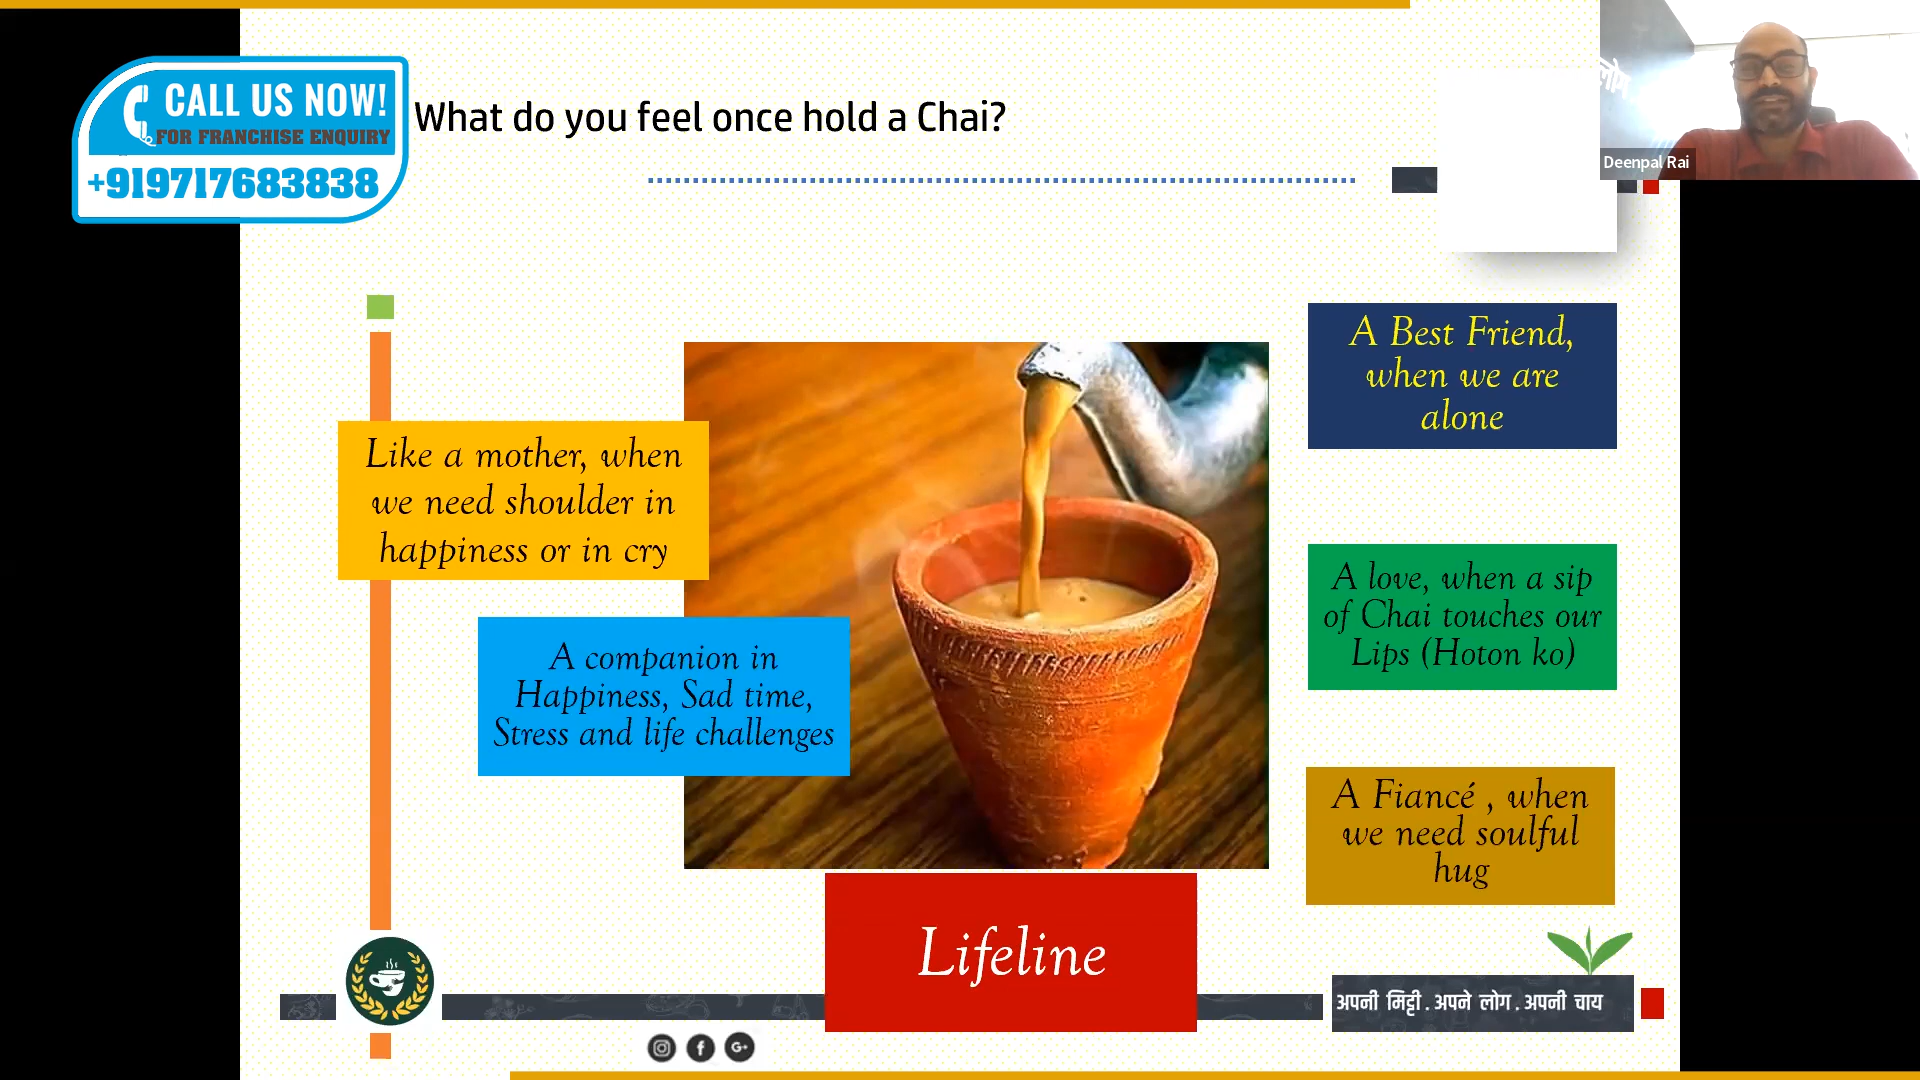 CALL US NOW!
FOR FRANCHISE ENQUIRY
+919717683838
What do you feel once hold a Chai?
लोग
Deenpal Rai
A Best Friend,
when we are
alone
Like a mother, when
we need shoulder in
happiness or in cry
A love, when a sip
of Chai touches our
Lips (Hoton ko)
A companion in
Happiness, Sad time,
Stress and life challenges
A Fiancé , when
we need soulful
hug
Lifeline
अपनी मिट्टी . अपने लोग . अपनी चाय
G+